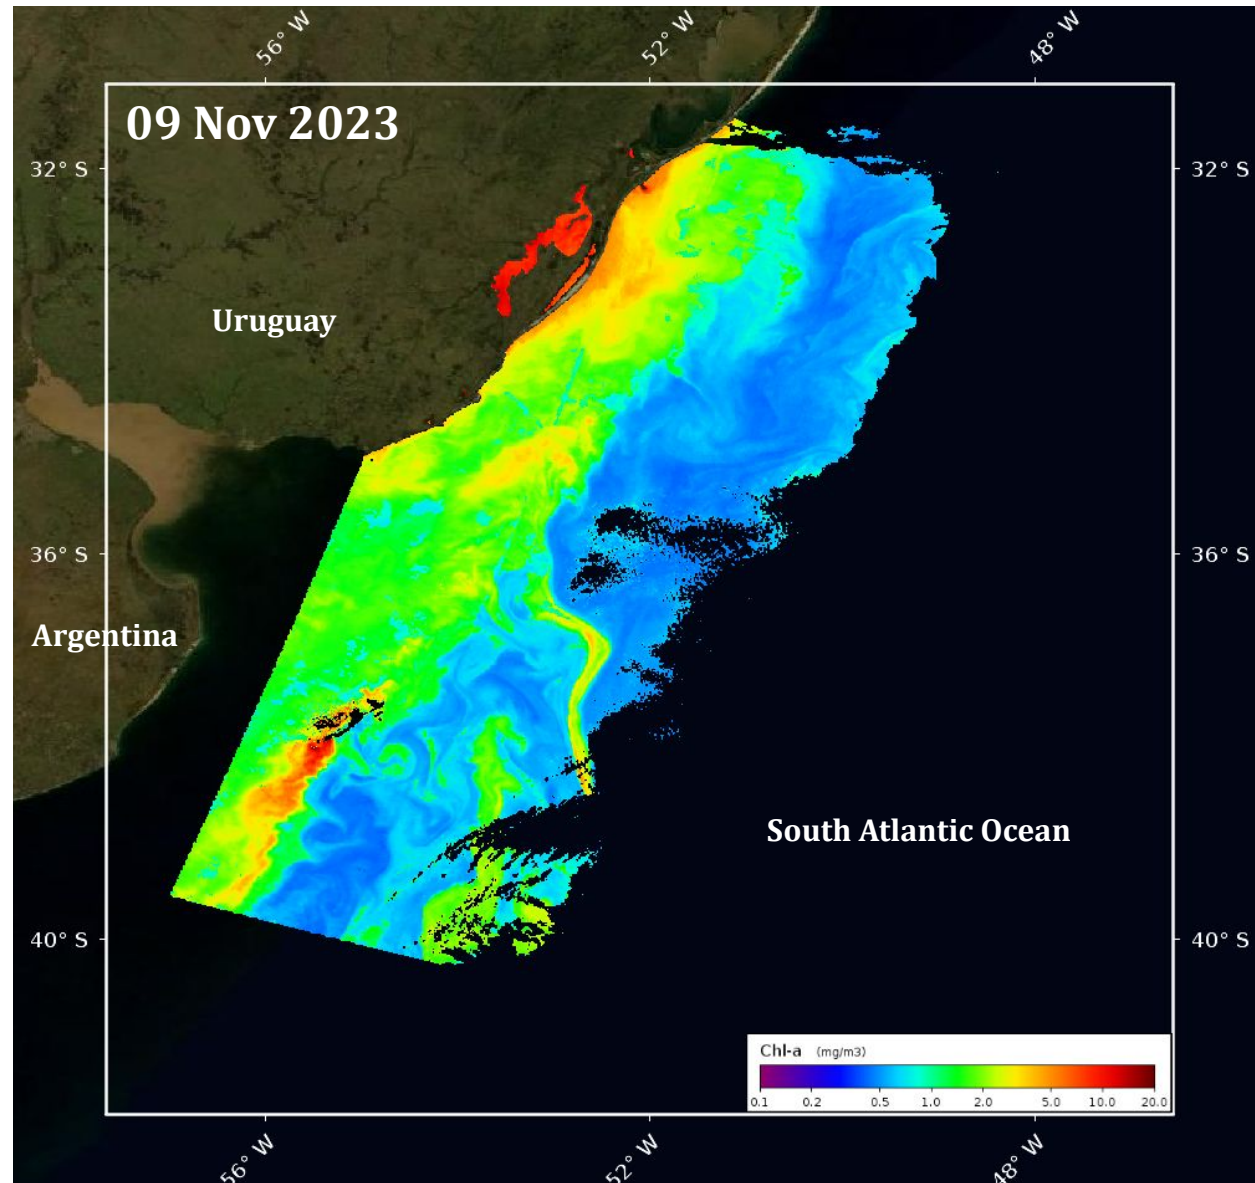 56° W 52° W 48° W
09 Nov 2023
32° S 32° S
Uruguay
36° S 36° S
Argentina
South Atlantic Ocean
40° S 40° S
Chl-a (mg/m3)
0.1 0.2 0.5 1.0 2.0 5.0 10.0 20.0
56° W 52° W 48° W